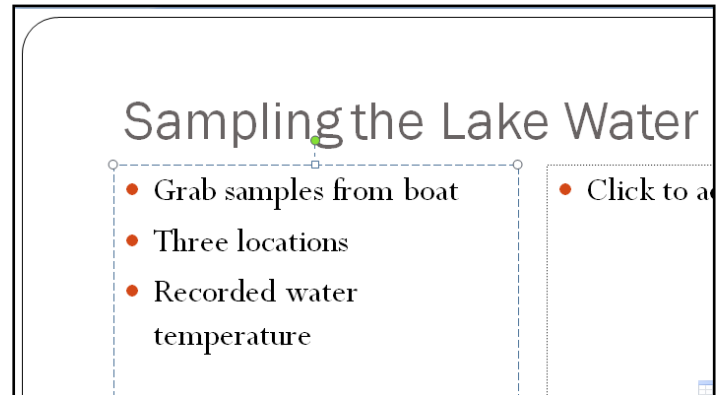 Sampling the Lake Water
• Grab samples from boat
• Three locations
• Recorded water
temperature
• Click to